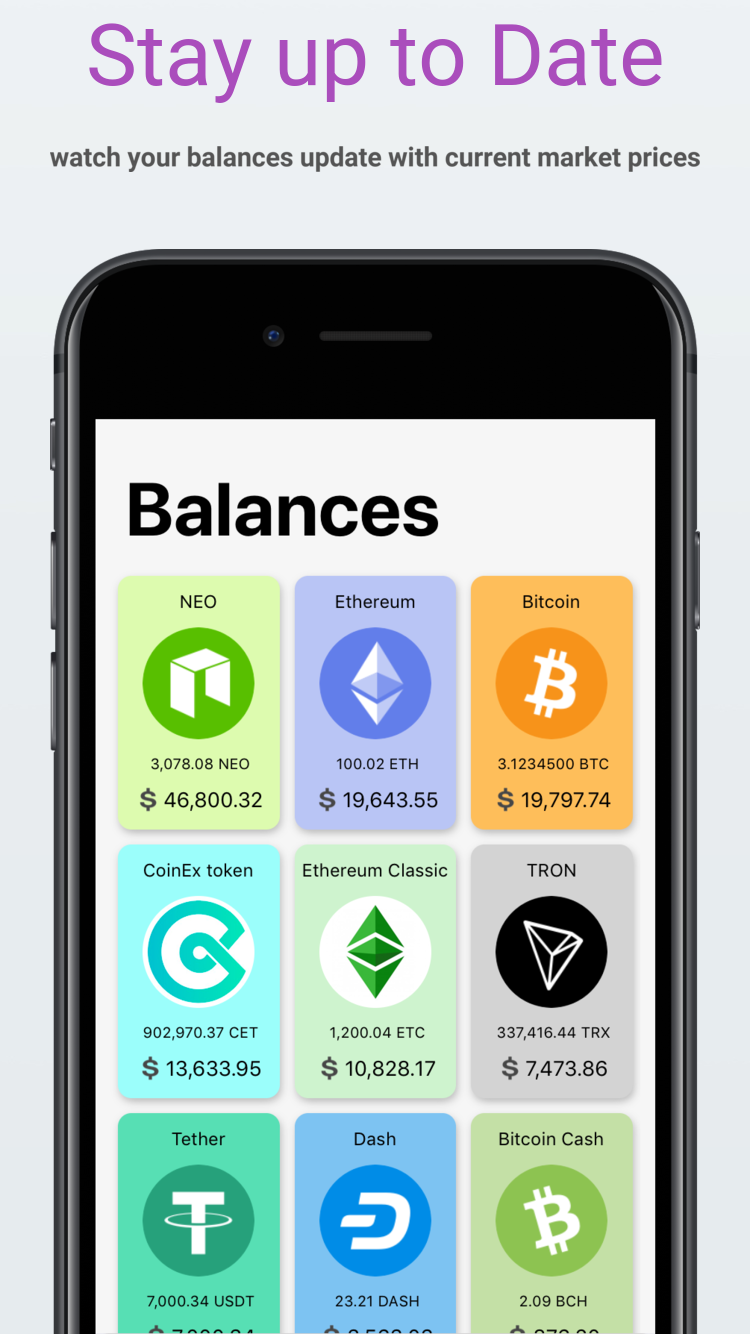 Stay up to Date
watch your balances update with current market prices
Balances
NEO
Ethereum
Bitcoin
3,078.08 NEO
100.02 ETH
3.1234500 BTC
$ 46,800.32
$ 19,643.55
$ 19,797.74
CoinEx token
Ethereum Classic
TRON
902,970.37 CET
1,200.04 ETC
337,416.44 TRX
$ 13,633.95
$ 10,828.17
$ 7,473.86
Tether
Dash
Bitcoin Cash
7,000.34 USDT
23.21 DASH
2.09 BCH